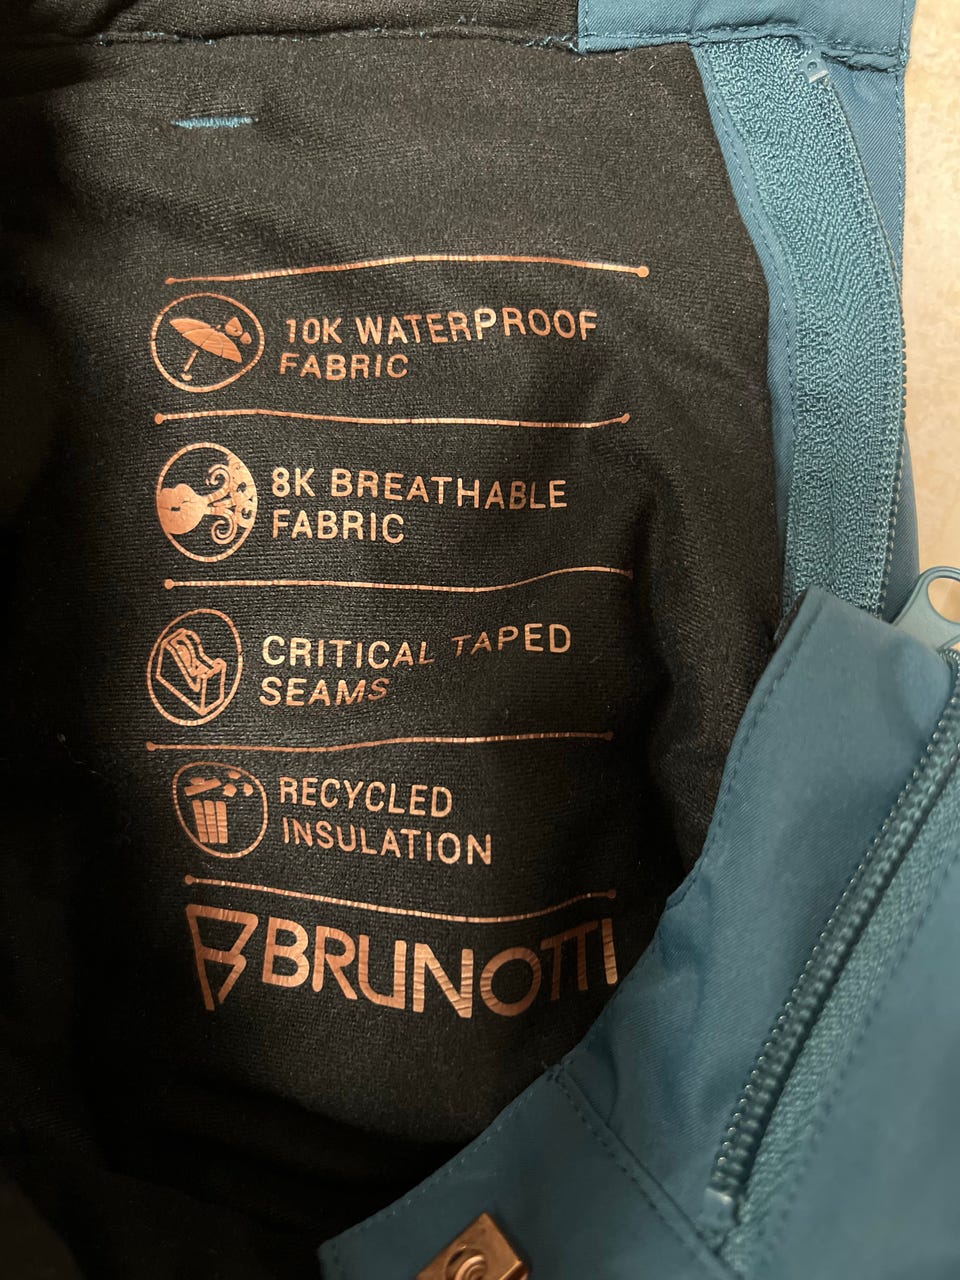 10K WATERPROOF
FABRIC
8K BREATHABLE
FABRIC
CRITICAL TAPED
SEAMS
RECYCLED
INSULATION
BRUNOTTI